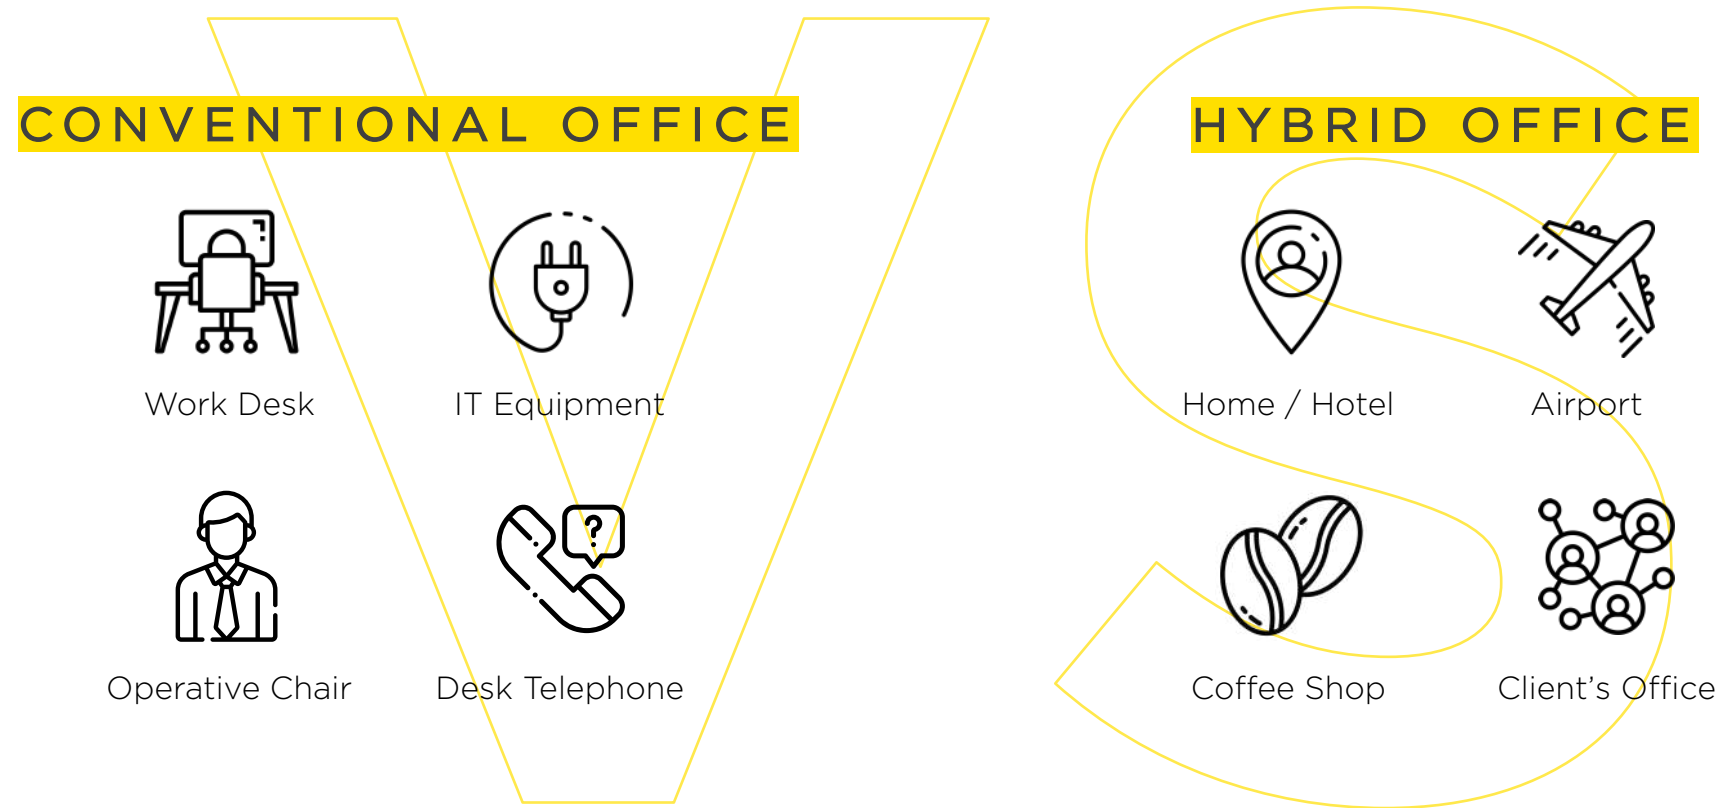 VS
CONVENTIONAL OFFICE
HYBRID OFFICE
Work Desk
IT Equipment
Home / Hotel
Airport
?
Operative Chair
Desk Telephone
Coffee Shop
Client’s Office